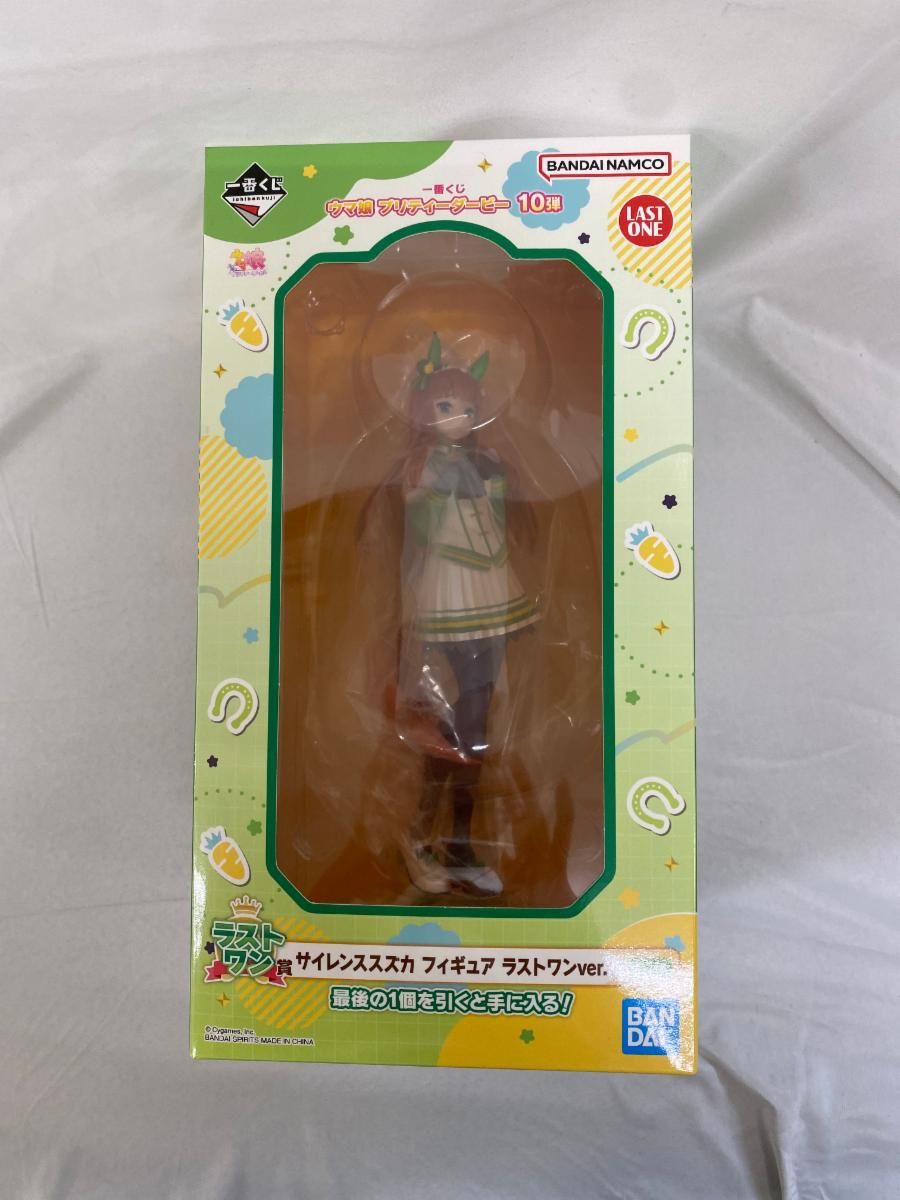 一番くじ
ichibankuji
BANDAI NAMCO
一番くじ
ウマ娘 プリティーダービー 10弾
LAST
ONE
ラスト
ワン賞
サイレンススズカ フィギュア ラストワンver.
最後の1個を引くと手に入る!
© Cygames, Inc.
BANDAI SPIRITS MADE IN CHINA
BAN
DAI